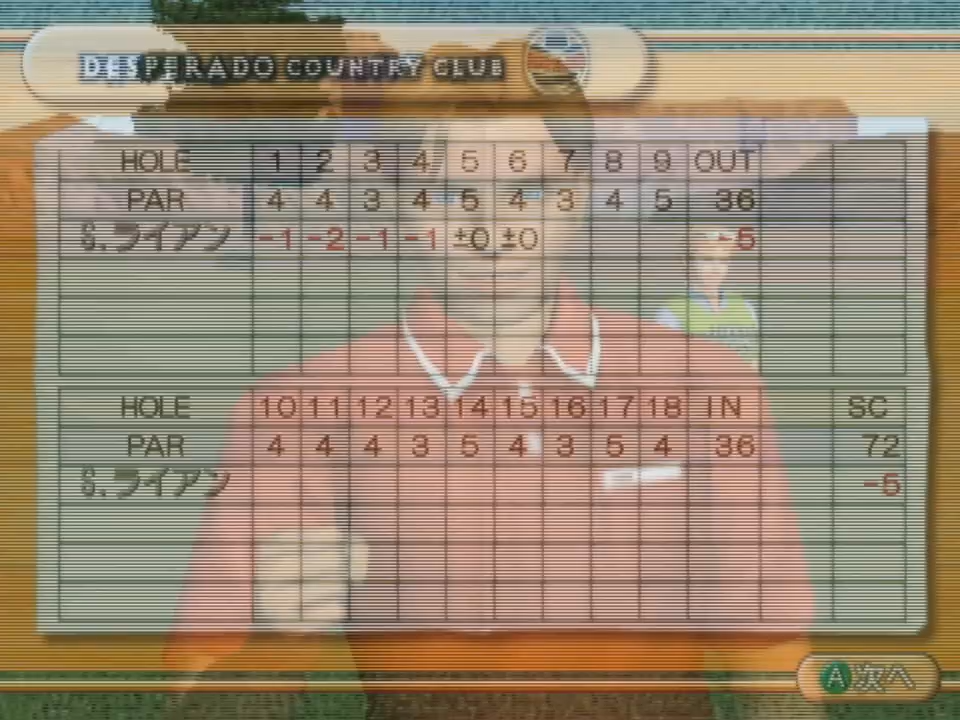 DESPERADO COUNTRY CLUB
HOLE 1 2 3 4 5 6 7 8 9 OUT
PAR 4 4 3 4 5 4 3 4 5 36
S.ライアン -1 -2 -1 -1 ±0 ±0 -5
HOLE 10 11 12 13 14 15 16 17 18 IN SC
PAR 4 4 4 3 5 4 3 5 4 36 72
S.ライアン -5
A次へ